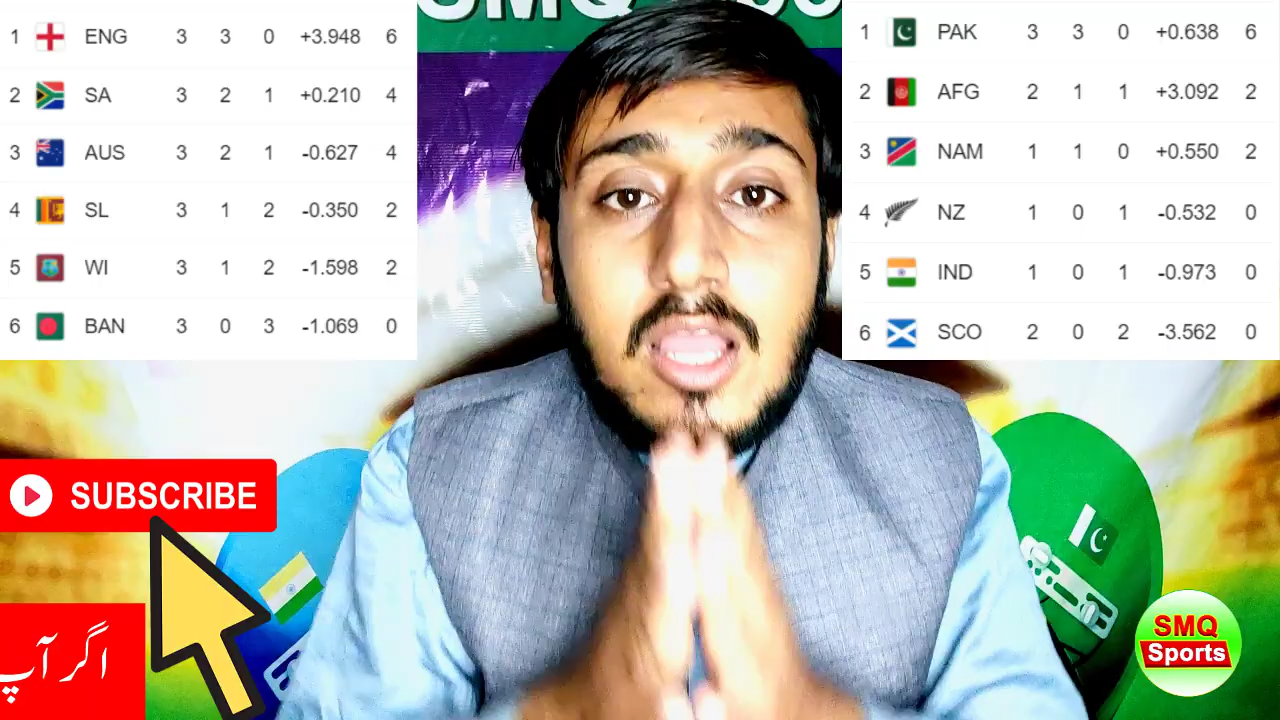 1 ENG 3 3 0 +3.948 6
2 SA 3 2 1 +0.210 4
3 AUS 3 2 1 -0.627 4
4 SL 3 1 2 -0.350 2
5 WI 3 1 2 -1.598 2
6 BAN 3 0 3 -1.069 0
SMQ
1 PAK 3 3 0 +0.638 6
2 AFG 2 1 1 +3.092 2
3 NAM 1 1 0 +0.550 2
4 NZ 1 0 1 -0.532 0
5 IND 1 0 1 -0.973 0
6 SCO 2 0 2 -3.562 0
SUBSCRIBE
اگر آپ
SMQ
Sports